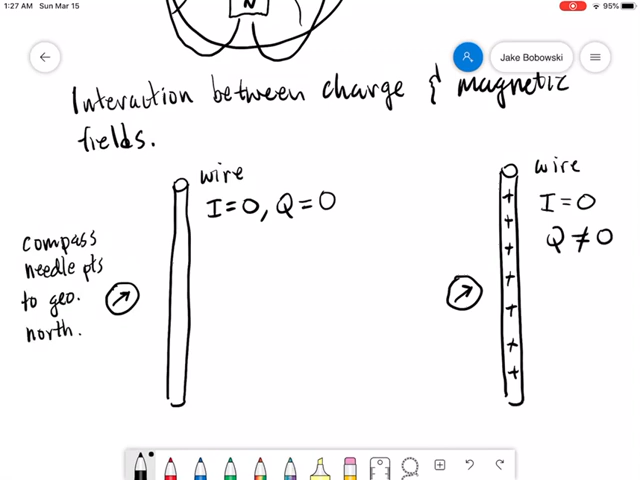 1:27 AM Sun Mar 15
95%
N
Jake Bobowski
Interaction between charge & magnetic
fields.
wire
I=0, Q=0
compass
needle pts
to geo.
north.
wire
I=0
Q≠0
+
+
+
+
+
+
+